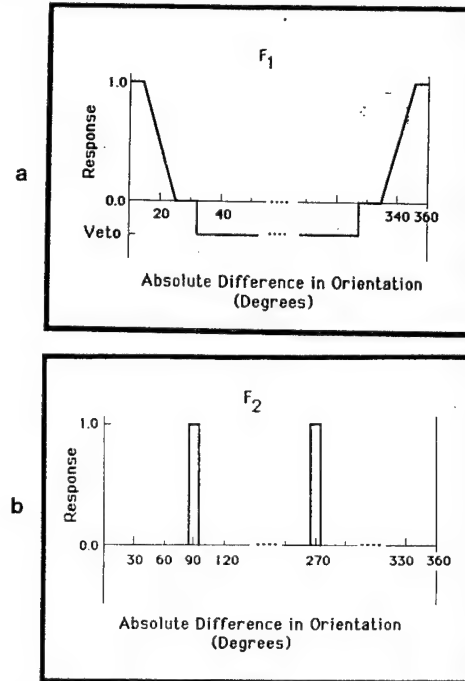 a
F1
1.0
Response
0.0
20
40
....
340
360
Veto
....
Absolute Difference in Orientation
(Degrees)
b
F2
1.0
Response
0.0
30
60
90
120
....
270
....
330
360
Absolute Difference in Orientation
(Degrees)